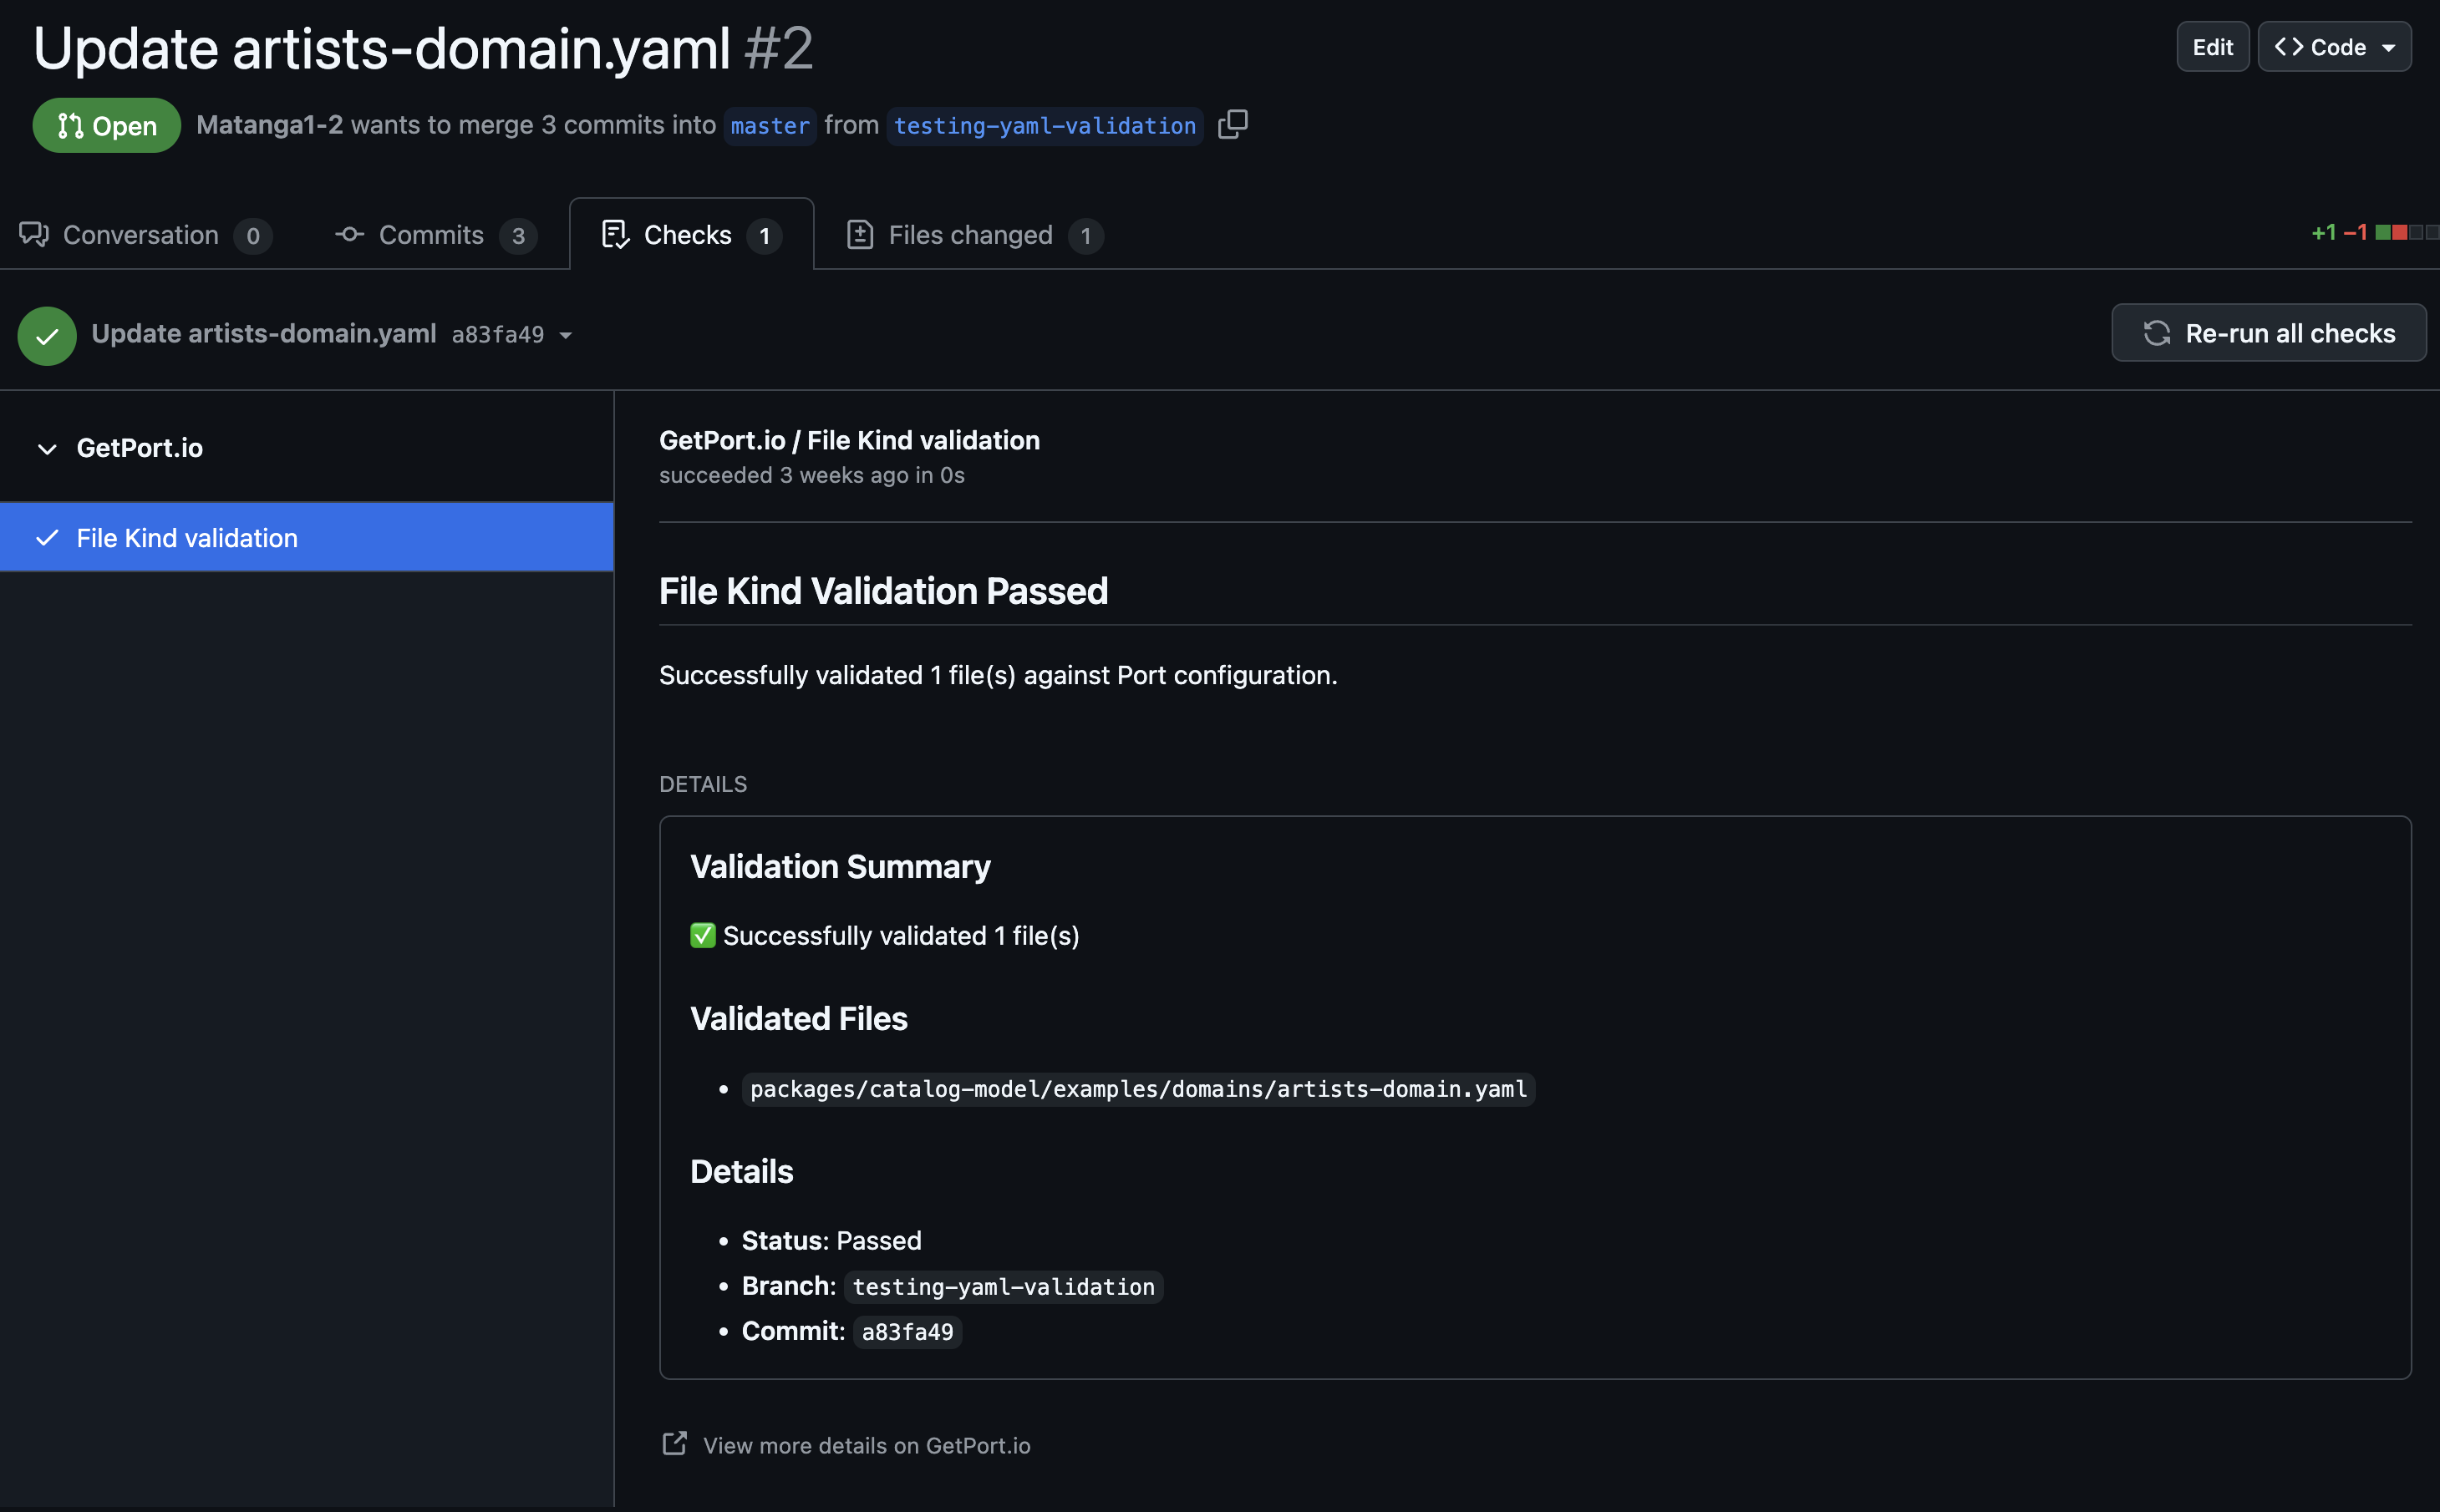 Update artists-domain.yaml #2
Edit
Code
Open
Matanga1-2 wants to merge 3 commits into master from testing-yaml-validation
Conversation 0
Commits 3
Checks 1
Files changed 1
+1 −1
Update artists-domain.yaml a83fa49
Re-run all checks
GetPort.io
File Kind validation
GetPort.io / File Kind validation
succeeded 3 weeks ago in 0s
File Kind Validation Passed
Successfully validated 1 file(s) against Port configuration.
DETAILS
Validation Summary
✅ Successfully validated 1 file(s)
Validated Files
• packages/catalog-model/examples/domains/artists-domain.yaml
Details
• Status: Passed
• Branch: testing-yaml-validation
• Commit: a83fa49
View more details on GetPort.io